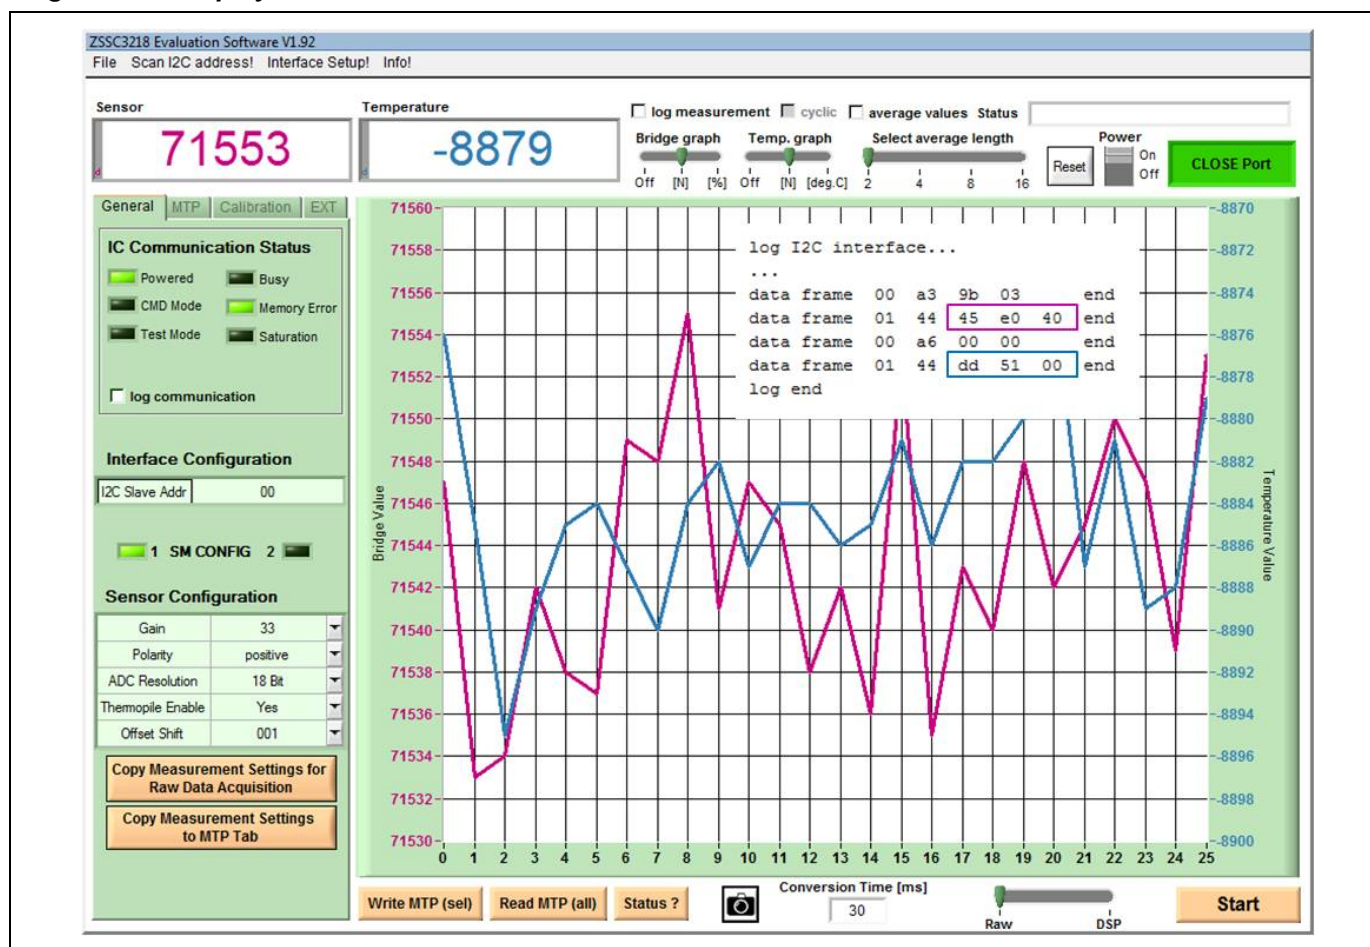 ZSSC3218 Evaluation Software V1.92
File Scan I2C address! Interface Setup! Info!
Sensor
71553
d
Temperature
-8879
d
log measurement cyclic average values Status
Bridge graph
Off [N] [%]
Temp. graph
Off [N] [deg.C]
Select average length
2 4 8 16
Reset
Power
On
Off
CLOSE Port
General MTP Calibration EXT
IC Communication Status
Powered Busy
CMD Mode Memory Error
Test Mode Saturation
log communication
Interface Configuration
I2C Slave Addr 00
1 SM CONFIG 2
Sensor Configuration
Gain 33
Polarity positive
ADC Resolution 18 Bit
Thermopile Enable Yes
Offset Shift 001
Copy Measurement Settings for
Raw Data Acquisition
Copy Measurement Settings
to MTP Tab
Bridge Value
71560
71558
71556
71554
71552
71550
71548
71546
71544
71542
71540
71538
71536
71534
71532
71530
log I2C interface...
...
data frame 00 a3 9b 03 end
data frame 01 44 45 e0 40 end
data frame 00 a6 00 00 end
data frame 01 44 dd 51 00 end
log end
-8870
-8872
-8874
-8876
-8878
-8880
-8882
-8884
-8886
-8888
-8890
-8892
-8894
-8896
-8898
-8900
Temperature Value
0 1 2 3 4 5 6 7 8 9 10 11 12 13 14 15 16 17 18 19 20 21 22 23 24 25
Write MTP (sel) Read MTP (all) Status ?
Conversion Time [ms]
30
Raw DSP
Start